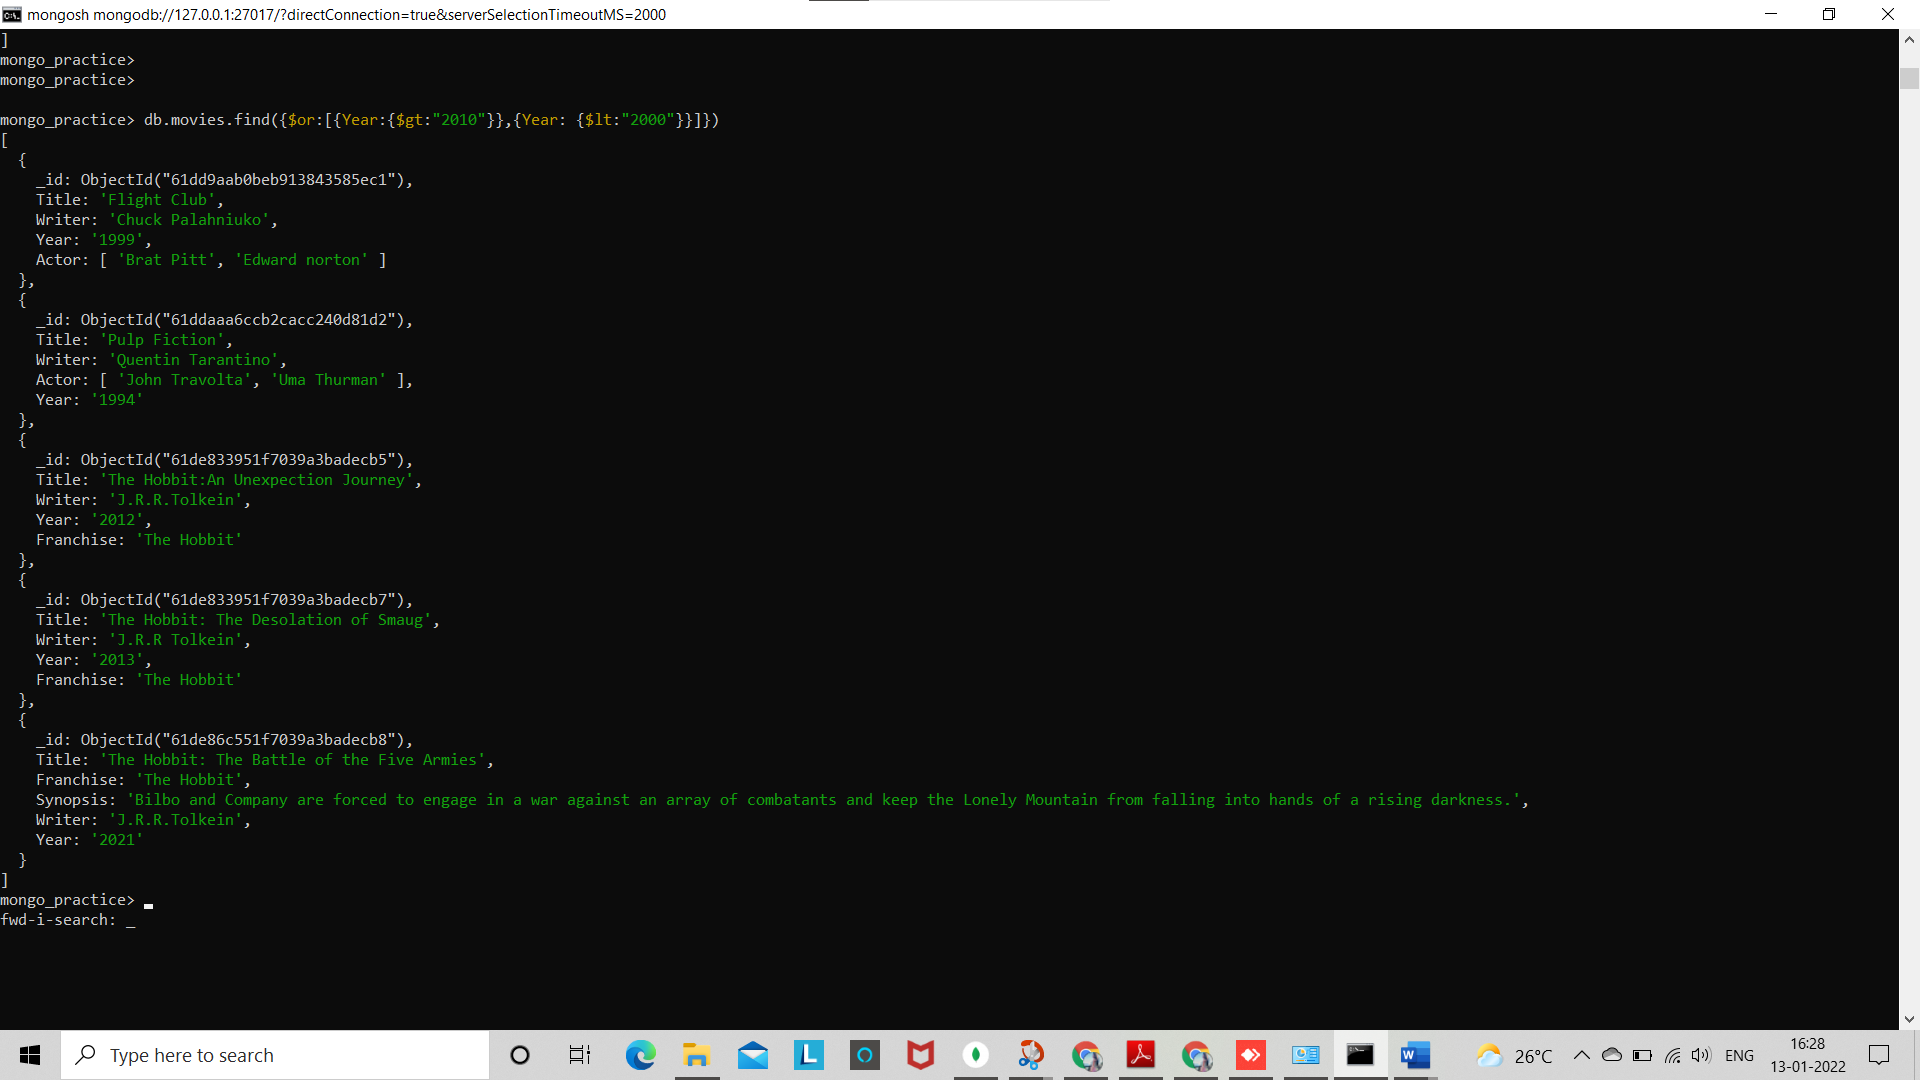 mongosh mongodb://127.0.0.1:27017/?directConnection=true&serverSelectionTimeoutMS=2000
]
mongo_practice>
mongo_practice>
mongo_practice> db.movies.find({$or:[{Year:{$gt:"2010"}},{Year: {$lt:"2000"}}]})
[
  {
    _id: ObjectId("61dd9aab0beb913843585ec1"),
    Title: 'Flight Club',
    Writer: 'Chuck Palahniuko',
    Year: '1999',
    Actor: [ 'Brat Pitt', 'Edward norton' ]
  },
  {
    _id: ObjectId("61ddaaa6ccb2cacc240d81d2"),
    Title: 'Pulp Fiction',
    Writer: 'Quentin Tarantino',
    Actor: [ 'John Travolta', 'Uma Thurman' ],
    Year: '1994'
  },
  {
    _id: ObjectId("61de833951f7039a3badecb5"),
    Title: 'The Hobbit:An Unexpection Journey',
    Writer: 'J.R.R.Tolkein',
    Year: '2012',
    Franchise: 'The Hobbit'
  },
  {
    _id: ObjectId("61de833951f7039a3badecb7"),
    Title: 'The Hobbit: The Desolation of Smaug',
    Writer: 'J.R.R Tolkein',
    Year: '2013',
    Franchise: 'The Hobbit'
  },
  {
    _id: ObjectId("61de86c551f7039a3badecb8"),
    Title: 'The Hobbit: The Battle of the Five Armies',
    Franchise: 'The Hobbit',
    Synopsis: 'Bilbo and Company are forced to engage in a war against an array of combatants and keep the Lonely Mountain from falling into hands of a rising darkness.',
    Writer: 'J.R.R.Tolkein',
    Year: '2021'
  }
]
mongo_practice>
fwd-i-search: _
Type here to search
26°C
ENG
16:28
13-01-2022